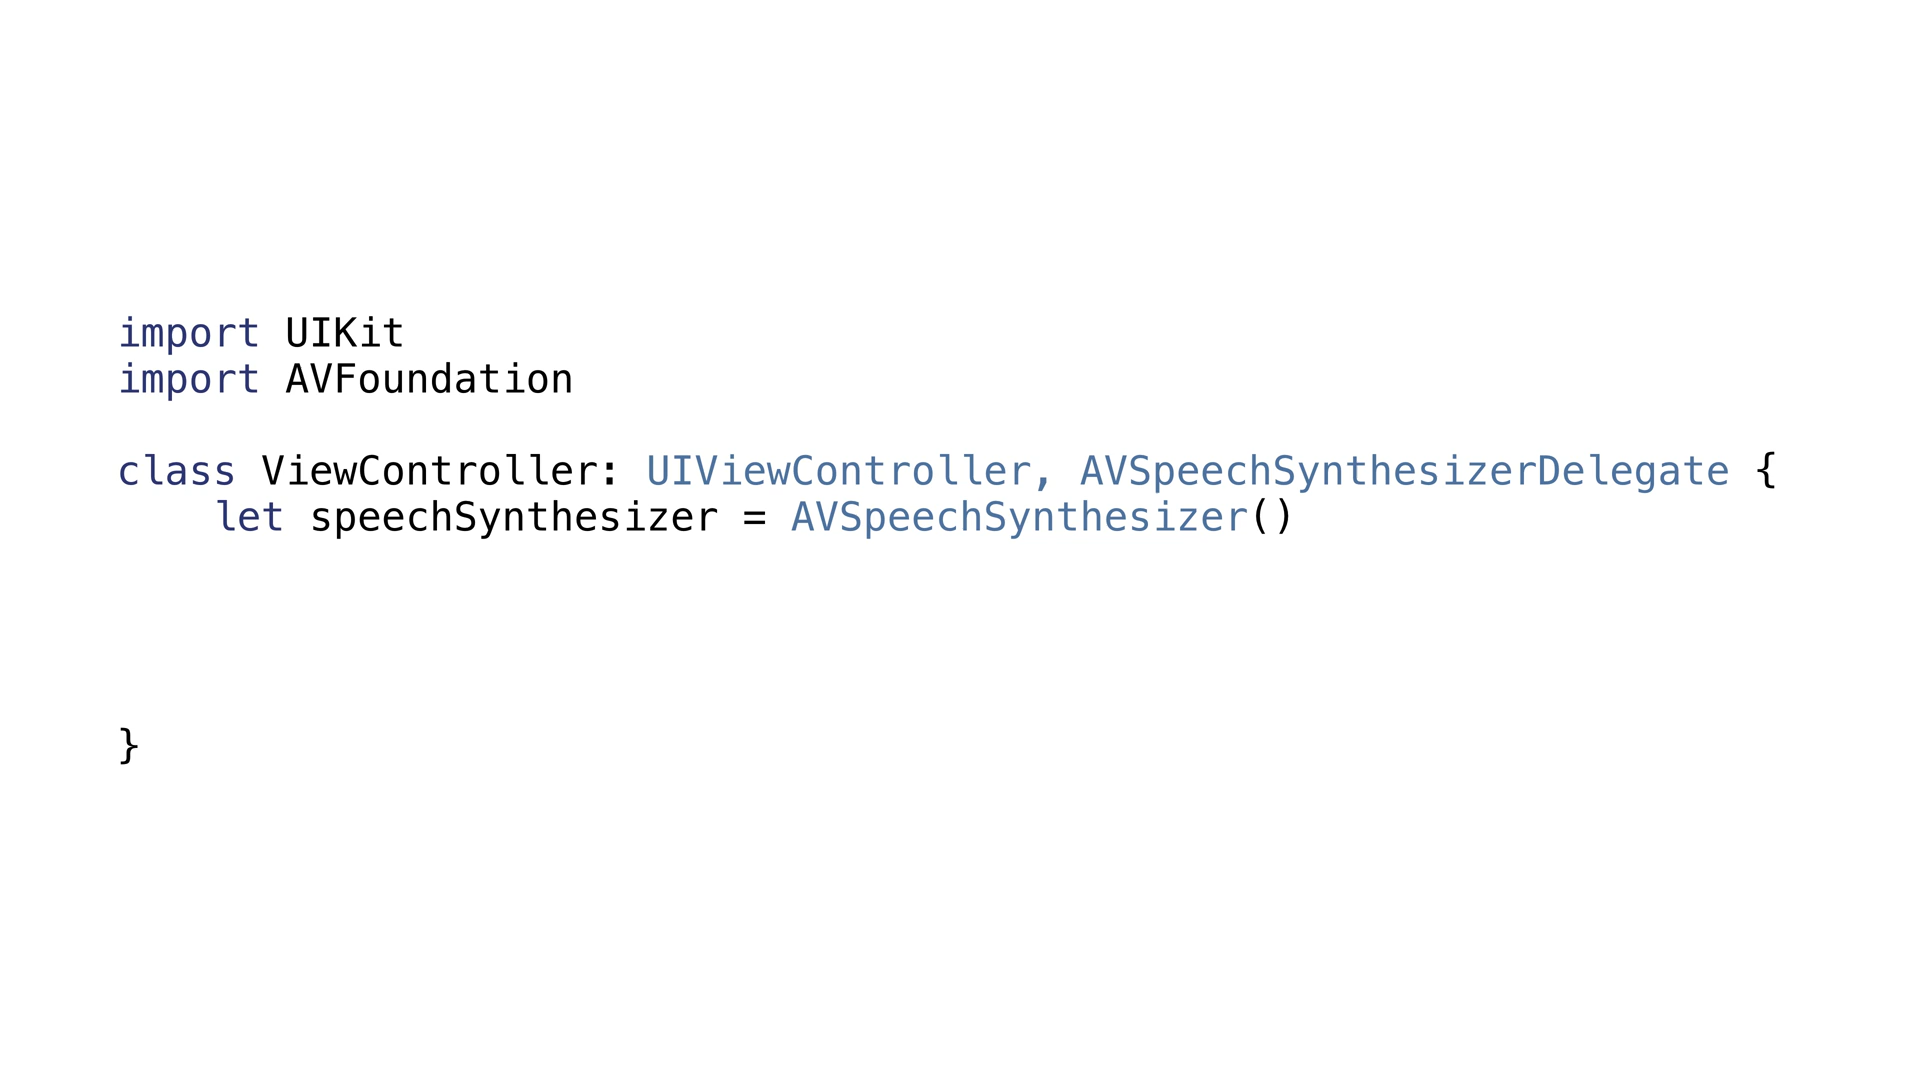 import UIKit
import AVFoundation
class ViewController: UIViewController, AVSpeechSynthesizerDelegate {
let speechSynthesizer = AVSpeechSynthesizer()
}